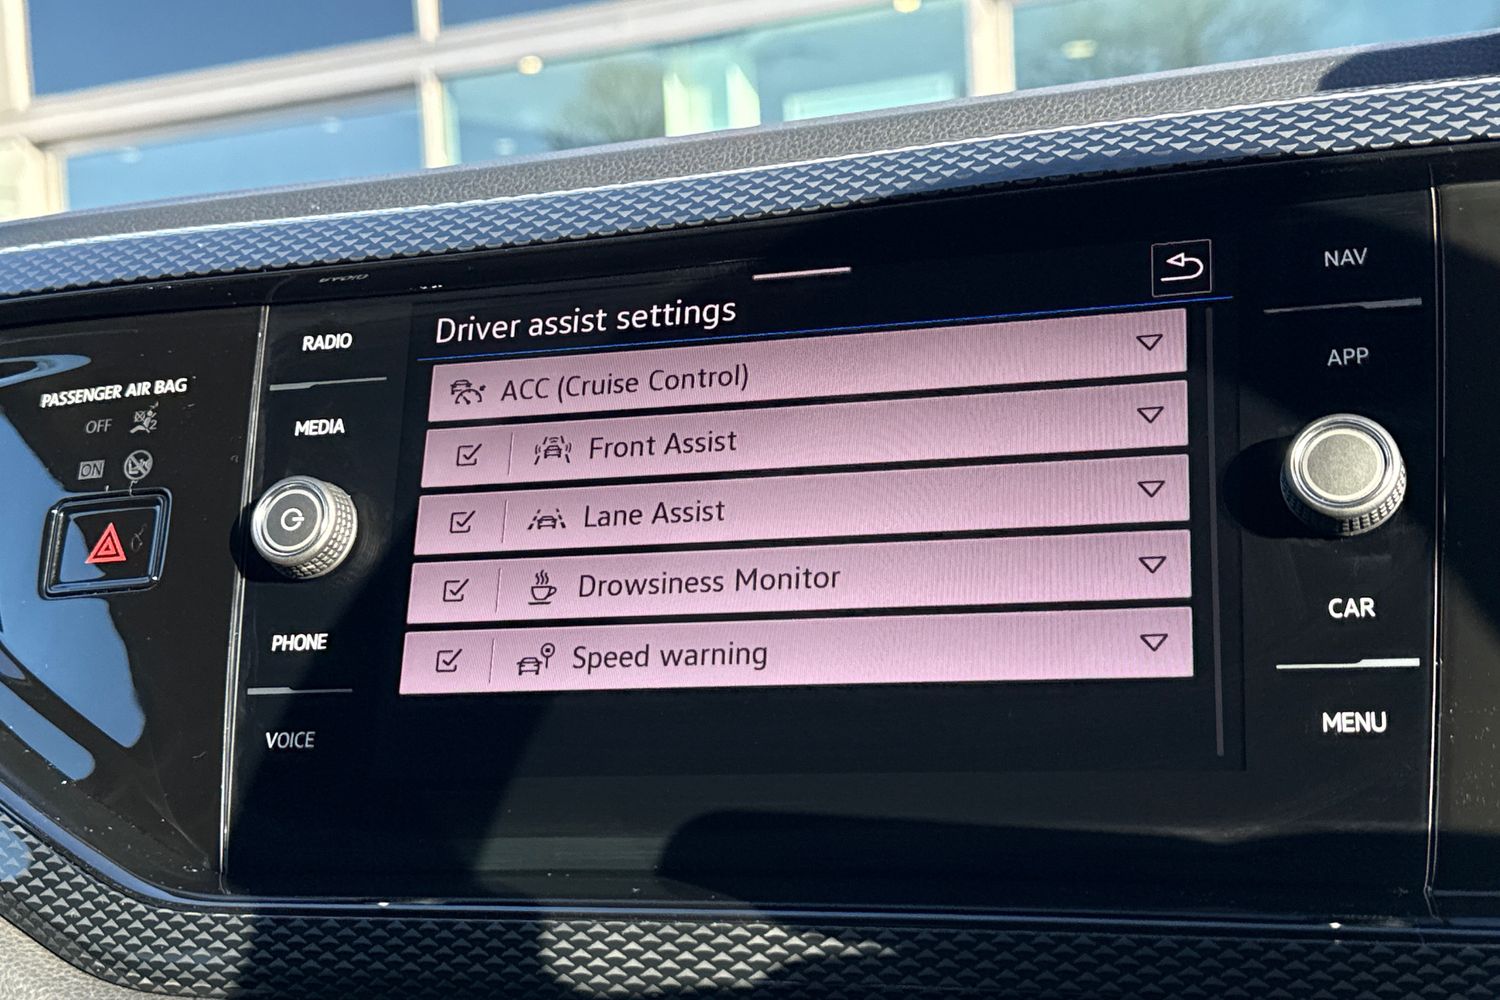 PASSENGER AIR BAG
OFF
ON
RADIO
MEDIA
PHONE
VOICE
Driver assist settings
ACC (Cruise Control)
Front Assist
Lane Assist
Drowsiness Monitor
Speed warning
NAV
APP
CAR
MENU